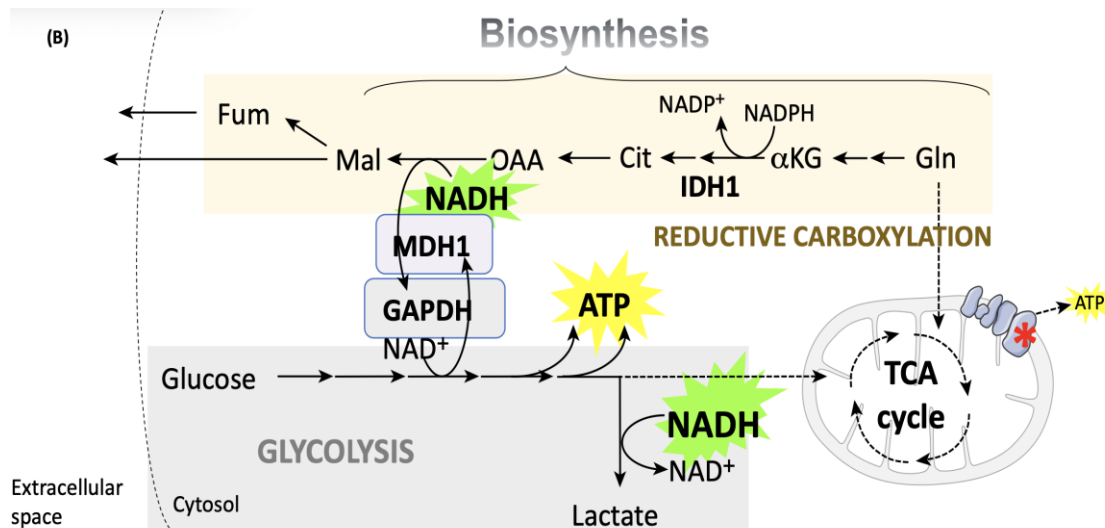 (B)
Biosynthesis
NADP+ NADPH
Fum
Mal OAA Cit αKG Gln
IDH1
NADH
REDUCTIVE CARBOXYLATION
MDH1
GAPDH
ATP
ATP
*
NAD+
Glucose
TCA
cycle
NADH
GLYCOLYSIS
NAD+
Extracellular
space
Cytosol
Lactate